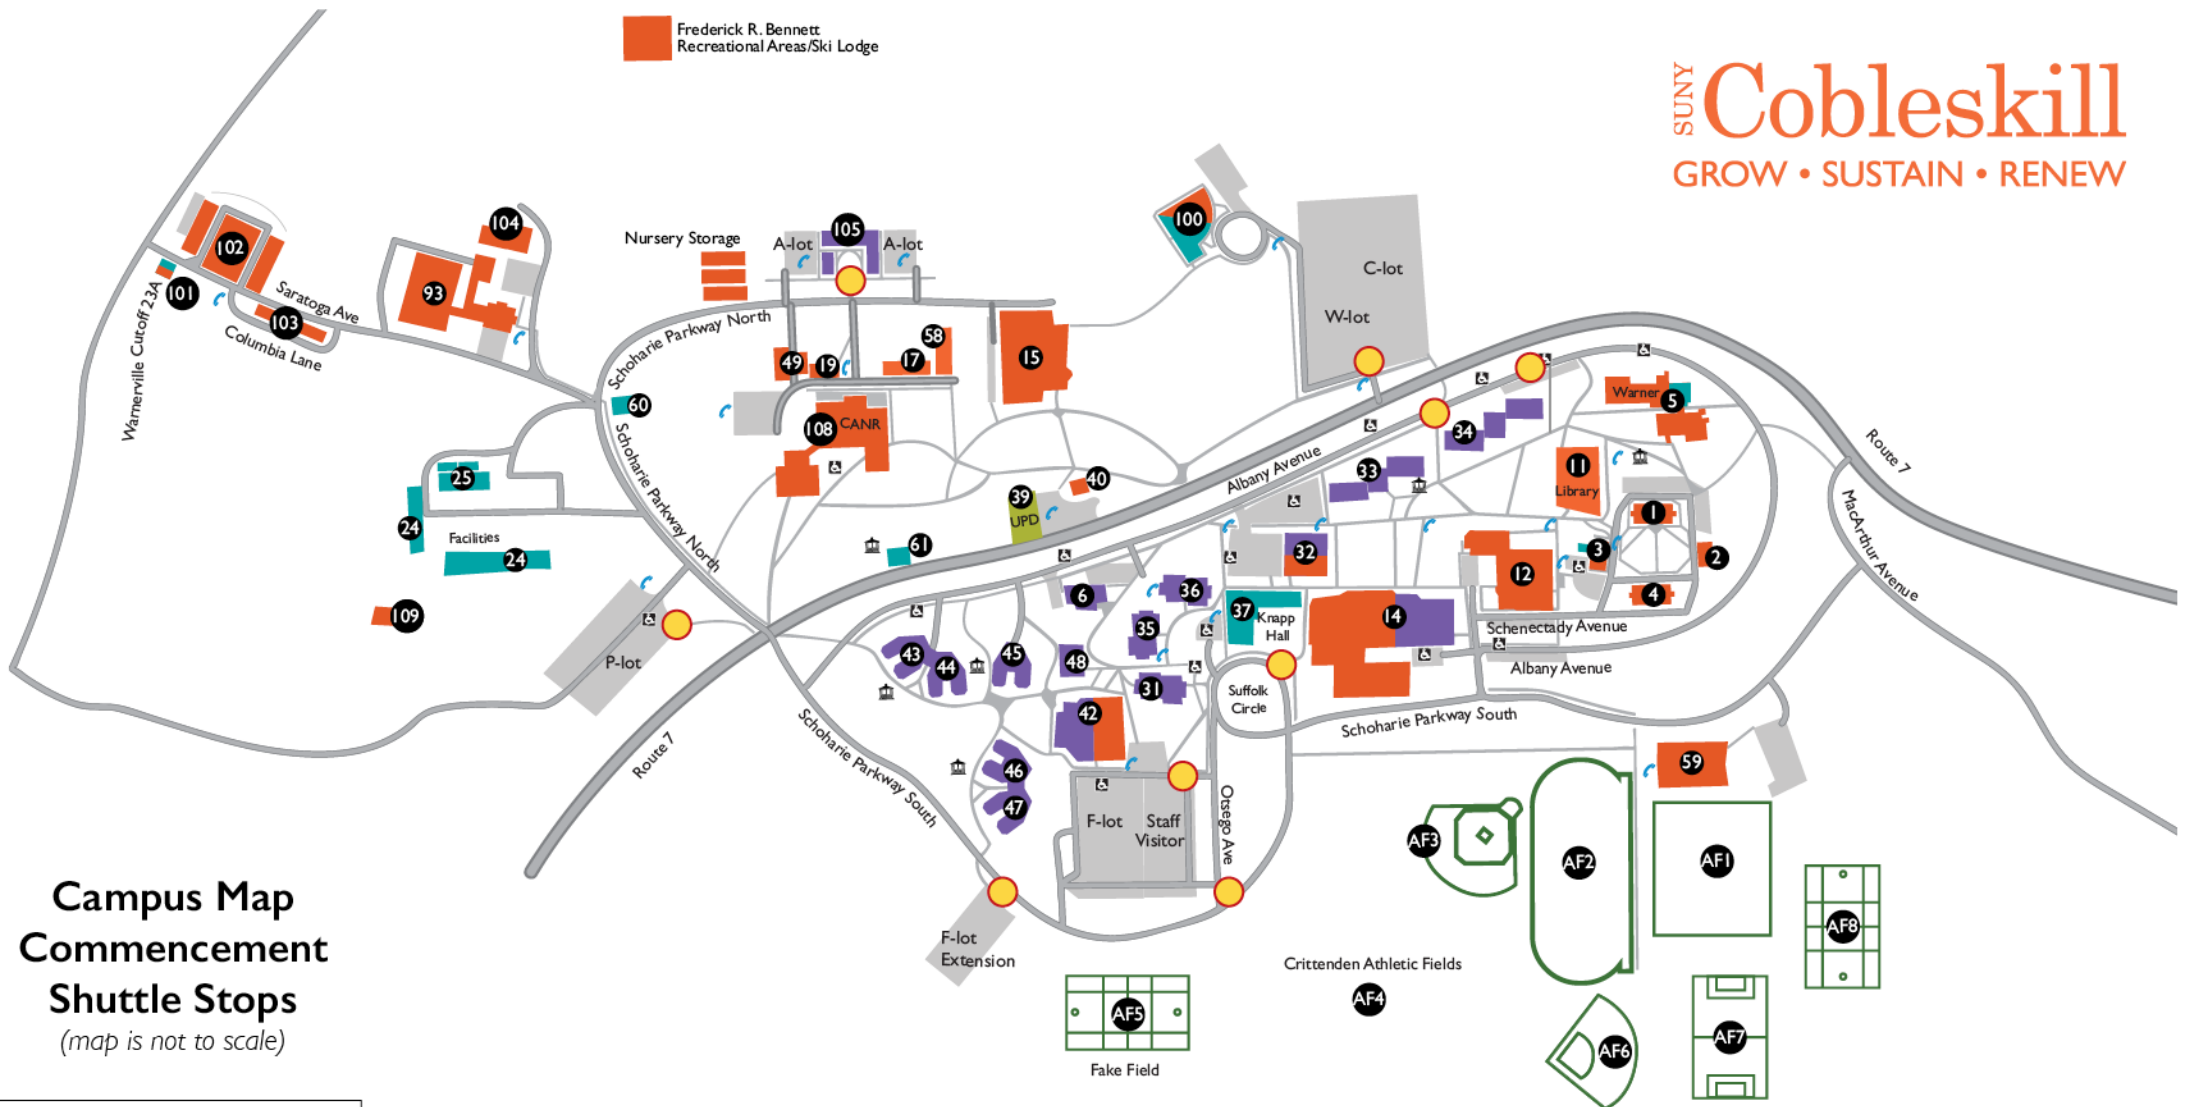 Frederick R. Bennett
Recreational Areas/Ski Lodge
SUNY
Cobleskill
GROW • SUSTAIN • RENEW
100
104
102
105
Nursery Storage
A-lot
A-lot
C-lot
101
93
Saratoga Ave
103
Columbia Lane
Warnerville Cutoff 23A
Schoharie Parkway North
W-lot
58
49
19
17
15
60
108
CANR
Warner
5
34
Route 7
33
11
Library
Albany Avenue
25
24
Facilities
24
Schoharie Parkway North
39
UPD
40
61
MacArthur Avenue
1
32
3
2
12
4
109
6
36
37
Knapp
Hall
14
35
Schenectady Avenue
P-lot
43
44
45
48
31
Albany Avenue
Suffolk
Circle
42
Schoharie Parkway South
Route 7
Schoharie Parkway South
46
47
59
F-lot
Staff
Visitor
Otsego Ave
AF3
AF2
AF1
AF8
Campus Map
Commencement
Shuttle Stops
(map is not to scale)
F-lot
Extension
Crittenden Athletic Fields
AF4
AF5
Fake Field
AF6
AF7